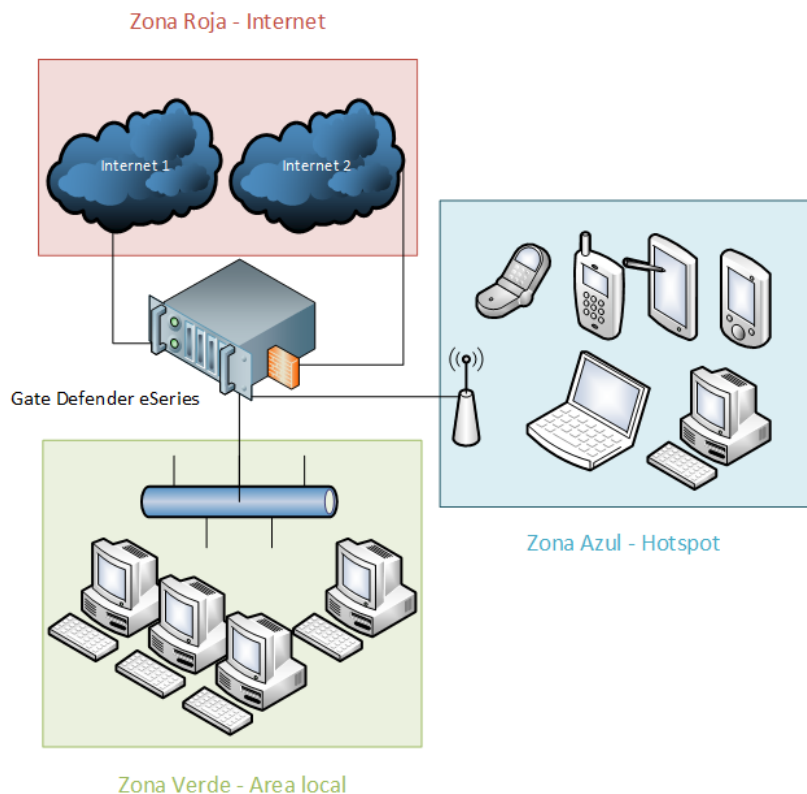 Zona Roja - Internet
Internet 1
Internet 2
Gate Defender eSeries
Zona Azul - Hotspot
Zona Verde - Area local